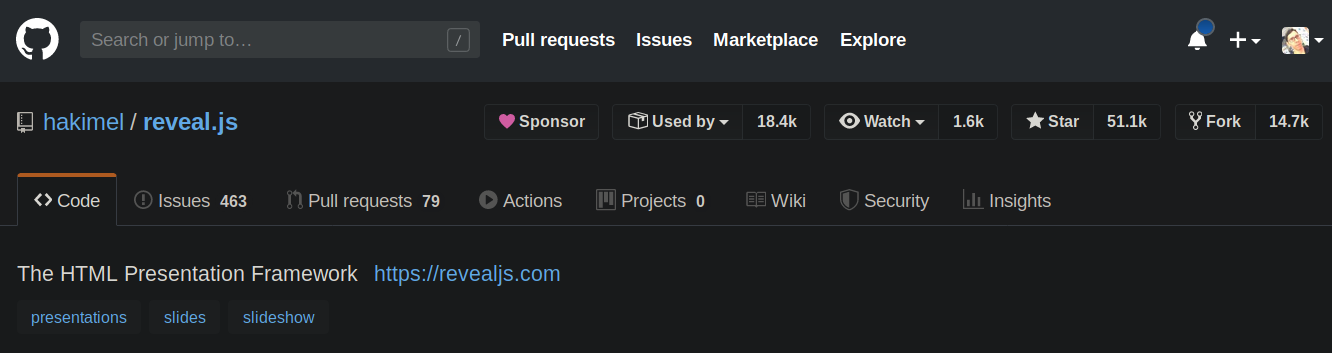 Search or jump to… / Pull requests Issues Marketplace Explore
hakimel / reveal.js Sponsor Used by 18.4k Watch 1.6k Star 51.1k Fork 14.7k
Code Issues 463 Pull requests 79 Actions Projects 0 Wiki Security Insights
The HTML Presentation Framework https://revealjs.com
presentations slides slideshow